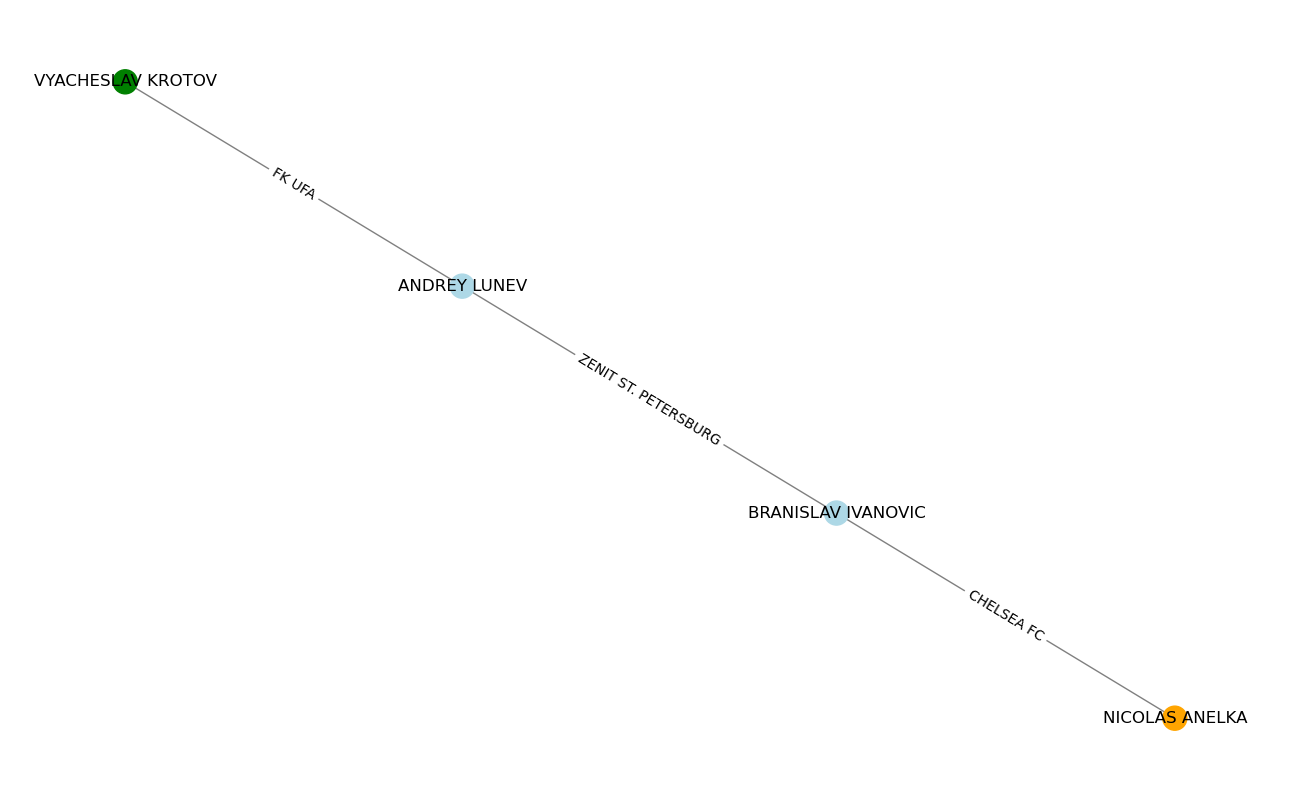 VYACHESLAV KROTOV
FK UFA
ANDREY LUNEV
ZENIT ST. PETERSBURG
BRANISLAV IVANOVIC
CHELSEA FC
NICOLAS ANELKA